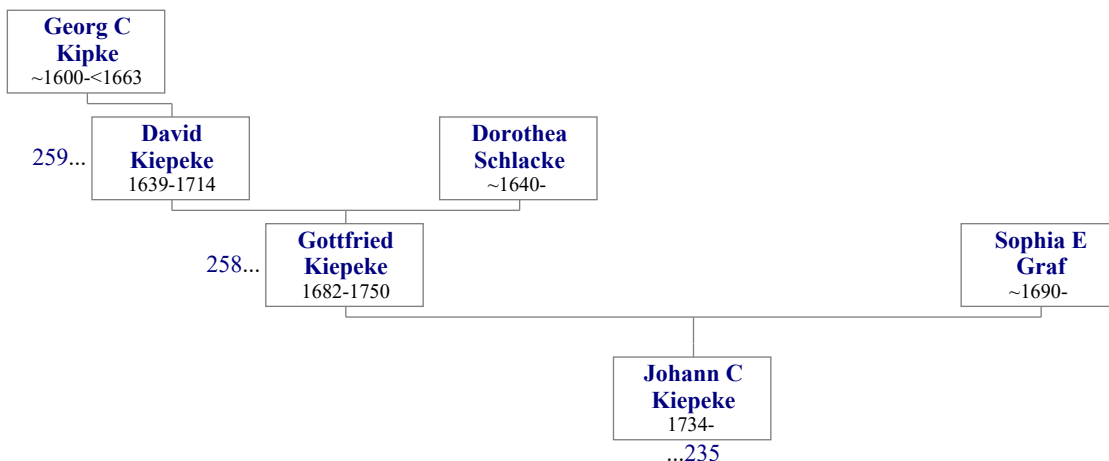 Georg C
Kipke
~1600-<1663
259...
David
Kiepeke
1639-1714
Dorothea
Schlacke
~1640-
258...
Gottfried
Kiepeke
1682-1750
Sophia E
Graf
~1690-
Johann C
Kiepeke
1734-
...235